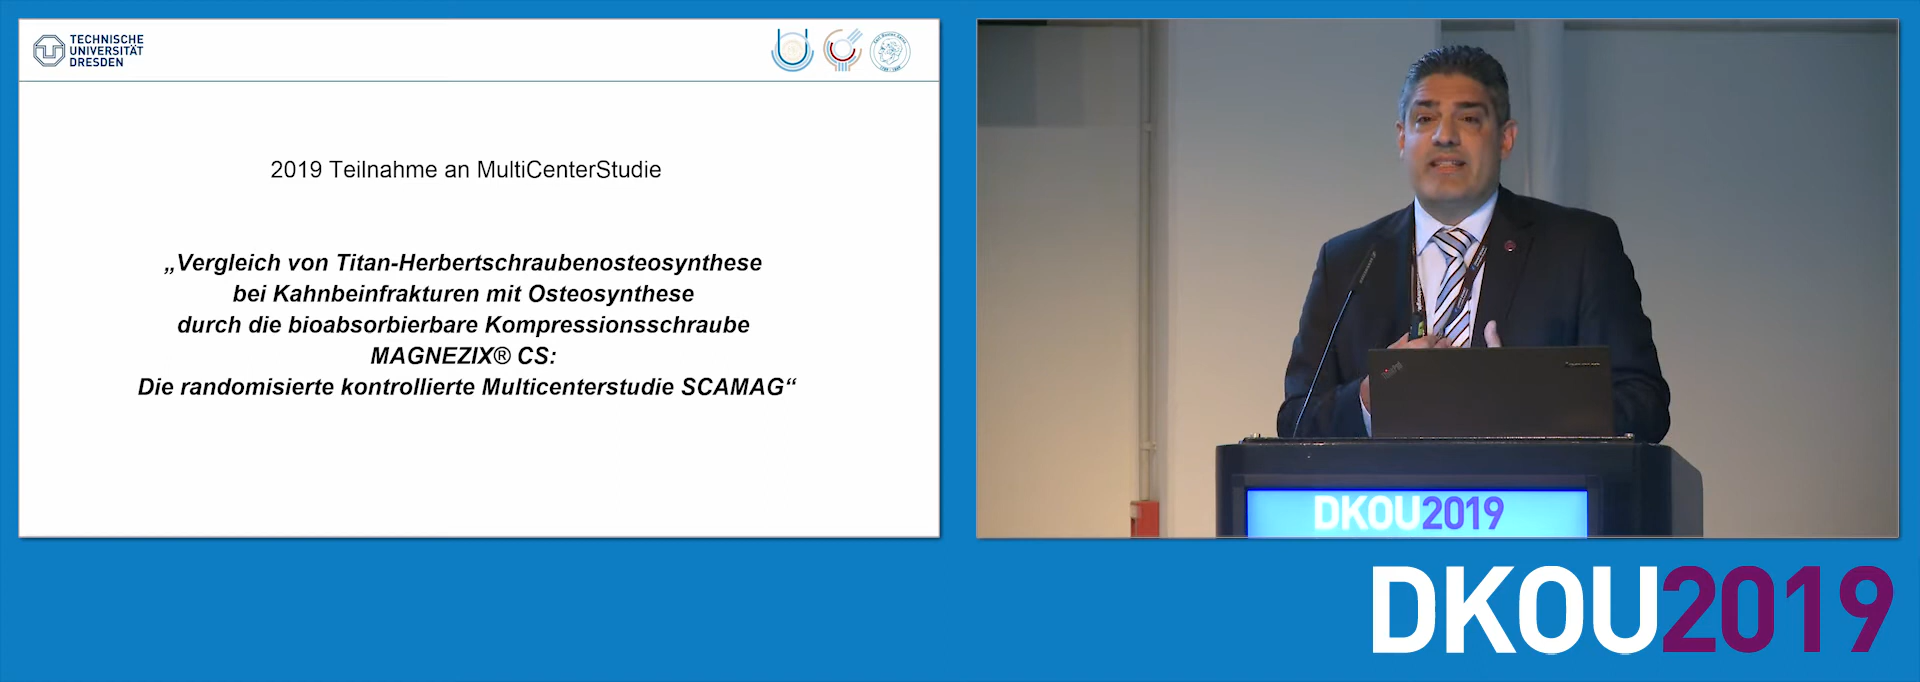 TECHNISCHE
UNIVERSITÄT
DRESDEN
2019 Teilnahme an MultiCenterStudie
„Vergleich von Titan-Herbertschraubenosteosynthese
bei Kahnbeinfrakturen mit Osteosynthese
durch die bioabsorbierbare Kompressionsschraube
MAGNEZIX® CS:
Die randomisierte kontrollierte Multicenterstudie SCAMAG“
DKOU2019
DKOU2019